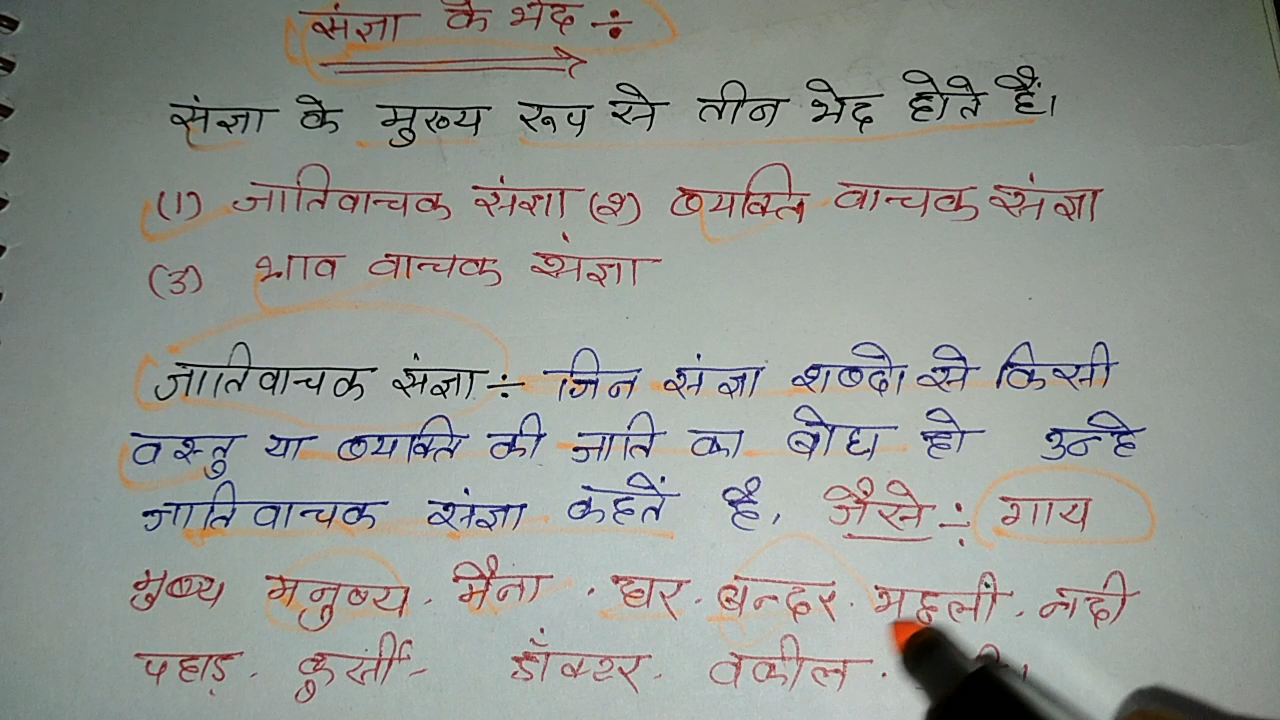 संज्ञा के भेद ÷
संज्ञा के मुख्य रूप से तीन भेद होते हैं।
(1) जातिवाचक संज्ञा (२) व्यक्ति वाचक संज्ञा
(3) भाव वाचक संज्ञा
जातिवाचक संज्ञा ÷ जिन संज्ञा शब्दो से किसी
वस्तु या व्यक्ति की जाति का बोध हो उन्हे
जातिवाचक संज्ञा कहतें है, जैसे ÷ गाय
मनुष्य . मैना . घर . बन्दर . मछली . नदी
पहाड़ . कुर्सी - डॉक्टर . वकील .